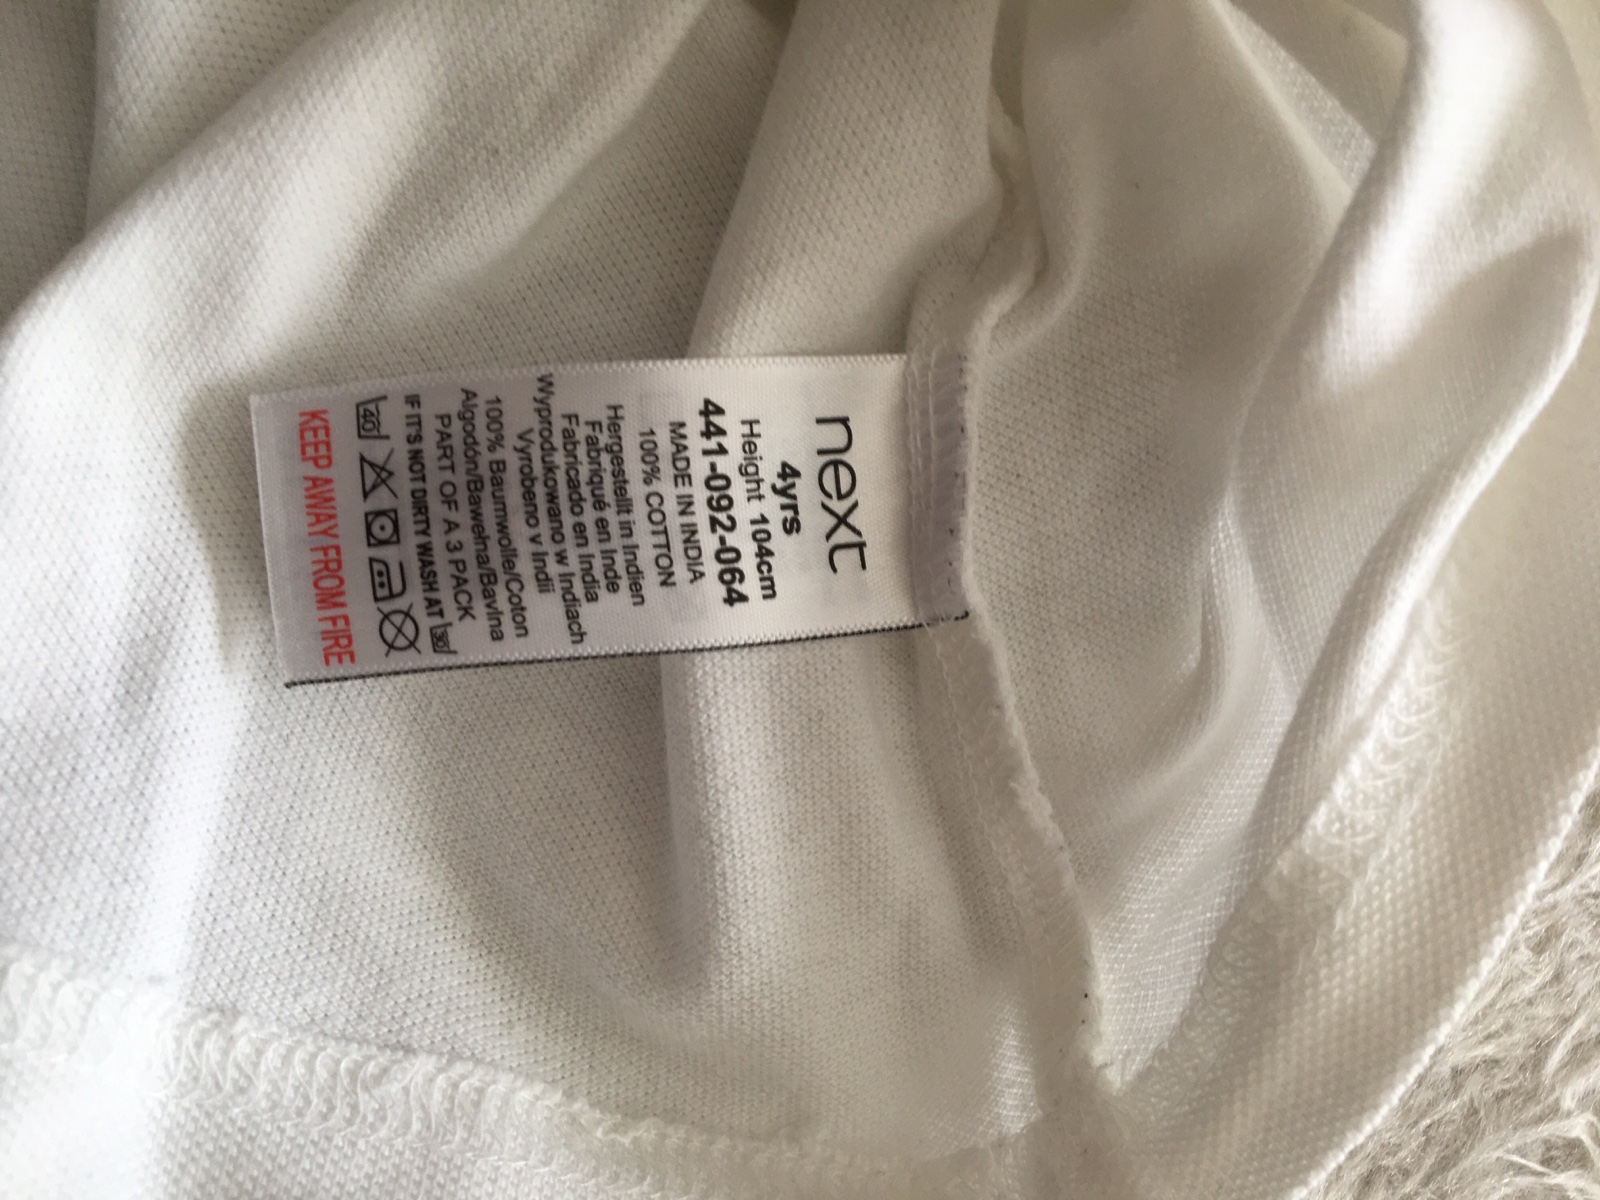 next
4yrs
Height 104cm
441-092-064
MADE IN INDIA
100% COTTON
Hergestellt in Indien
Fabriqué en Inde
Fabricado en India
Wyprodukowano w Indiach
Vyrobeno v Indii
100% Baumwolle/Coton
Algodón/Bawełna/Bavlna
PART OF A 3 PACK
IF IT'S NOT DIRTY WASH AT 30
40
KEEP AWAY FROM FIRE